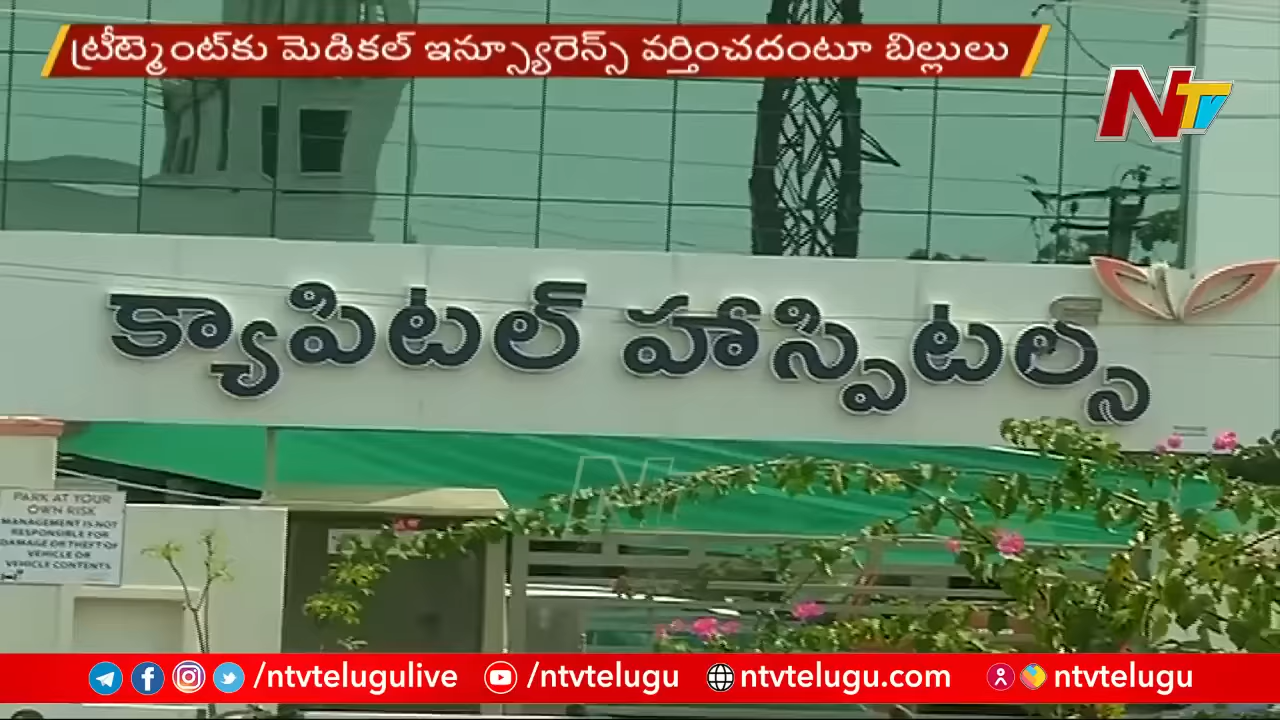 ట్రీట్మెంట్‌కు మెడికల్ ఇన్స్యూరెన్స్ వర్తించదంటూ బిల్లులు
NTV
క్యాపిటల్ హాస్పిటల్స్
PARK AT YOUR
OWN RISK
MANAGEMENT IS NOT
RESPONSIBLE FOR
DAMAGE OR THEFT OF
VEHICLE OR
VEHICLE CONTENTS
/ntvtelugulive
/ntvtelugu
ntvtelugu.com
ntvtelugu